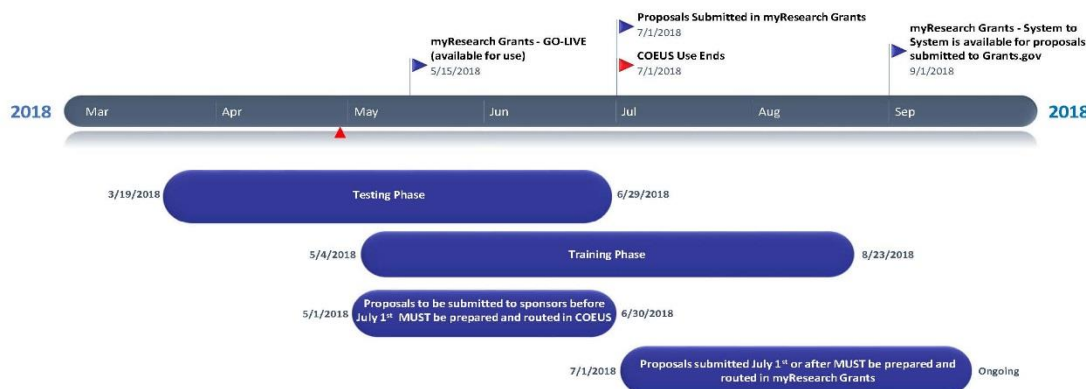 Proposals Submitted in myResearch Grants
7/1/2018
myResearch Grants - GO-LIVE
(available for use)
5/15/2018
COEUS Use Ends
7/1/2018
myResearch Grants - System to
System is available for proposals
submitted to Grants.gov
9/1/2018
2018 Mar Apr May Jun Jul Aug Sep 2018
3/19/2018 Testing Phase 6/29/2018
5/4/2018 Training Phase 8/23/2018
Proposals to be submitted to sponsors before
5/1/2018 July 1st MUST be prepared and routed in COEUS 6/30/2018
Proposals submitted July 1st or after MUST be prepared and
7/1/2018 routed in myResearch Grants Ongoing